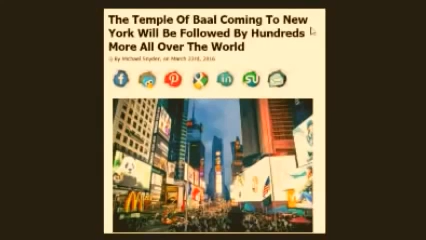 The Temple Of Baal Coming To New
York Will Be Followed By Hundreds
More All Over The World
By Michael Snyder, on March 23rd, 2016